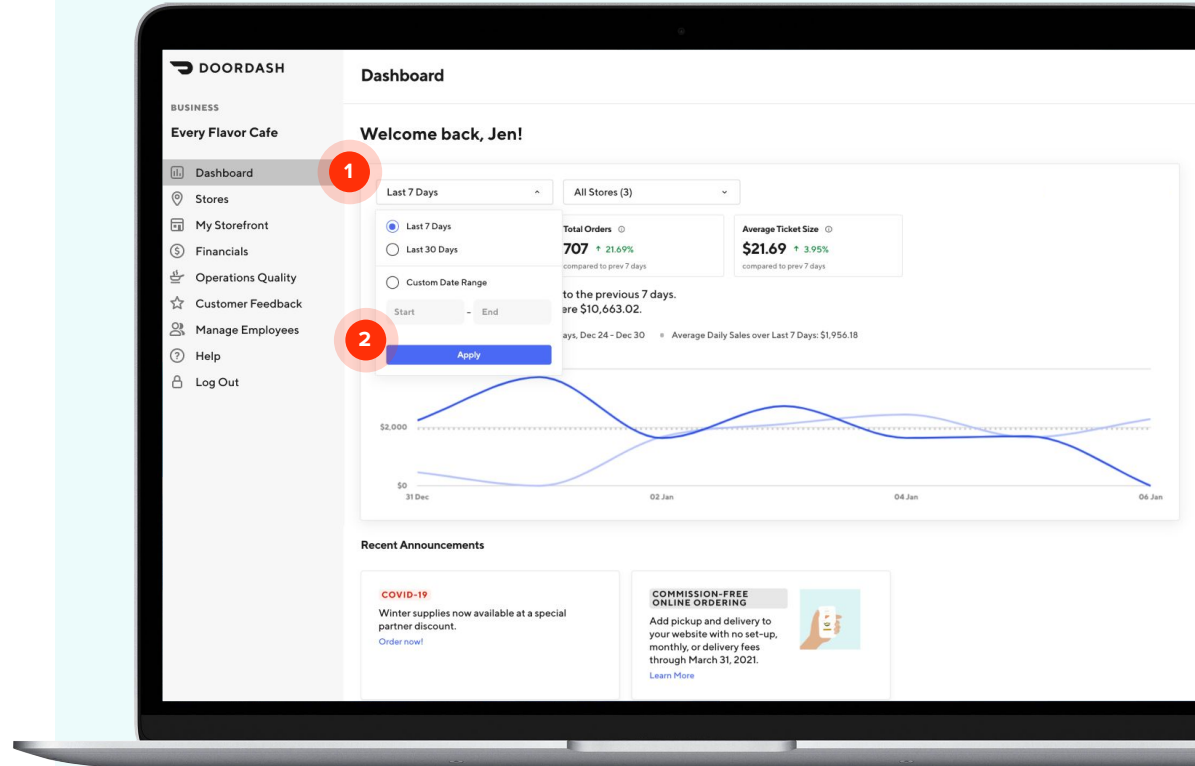 DOORDASH
BUSINESS
Every Flavor Cafe
Dashboard
Stores
My Storefront
Financials
Operations Quality
Customer Feedback
Manage Employees
Help
Log Out
Dashboard
Welcome back, Jen!
1
Last 7 Days
All Stores (3)
Last 7 Days
Last 30 Days
Custom Date Range
Start - End
2
Apply
Total Orders
707 ↑ 21.69%
compared to prev 7 days
Average Ticket Size
$21.69 ↑ 3.95%
compared to prev 7 days
to the previous 7 days.
ere $10,663.02.
ays, Dec 24 - Dec 30
Average Daily Sales over Last 7 Days: $1,956.18
$2,000
$0
31 Dec
02 Jan
04 Jan
06 Jan
Recent Announcements
COVID-19
Winter supplies now available at a special
partner discount.
Order now!
COMMISSION-FREE
ONLINE ORDERING
Add pickup and delivery to
your website with no set-up,
monthly, or delivery fees
through March 31, 2021.
Learn More